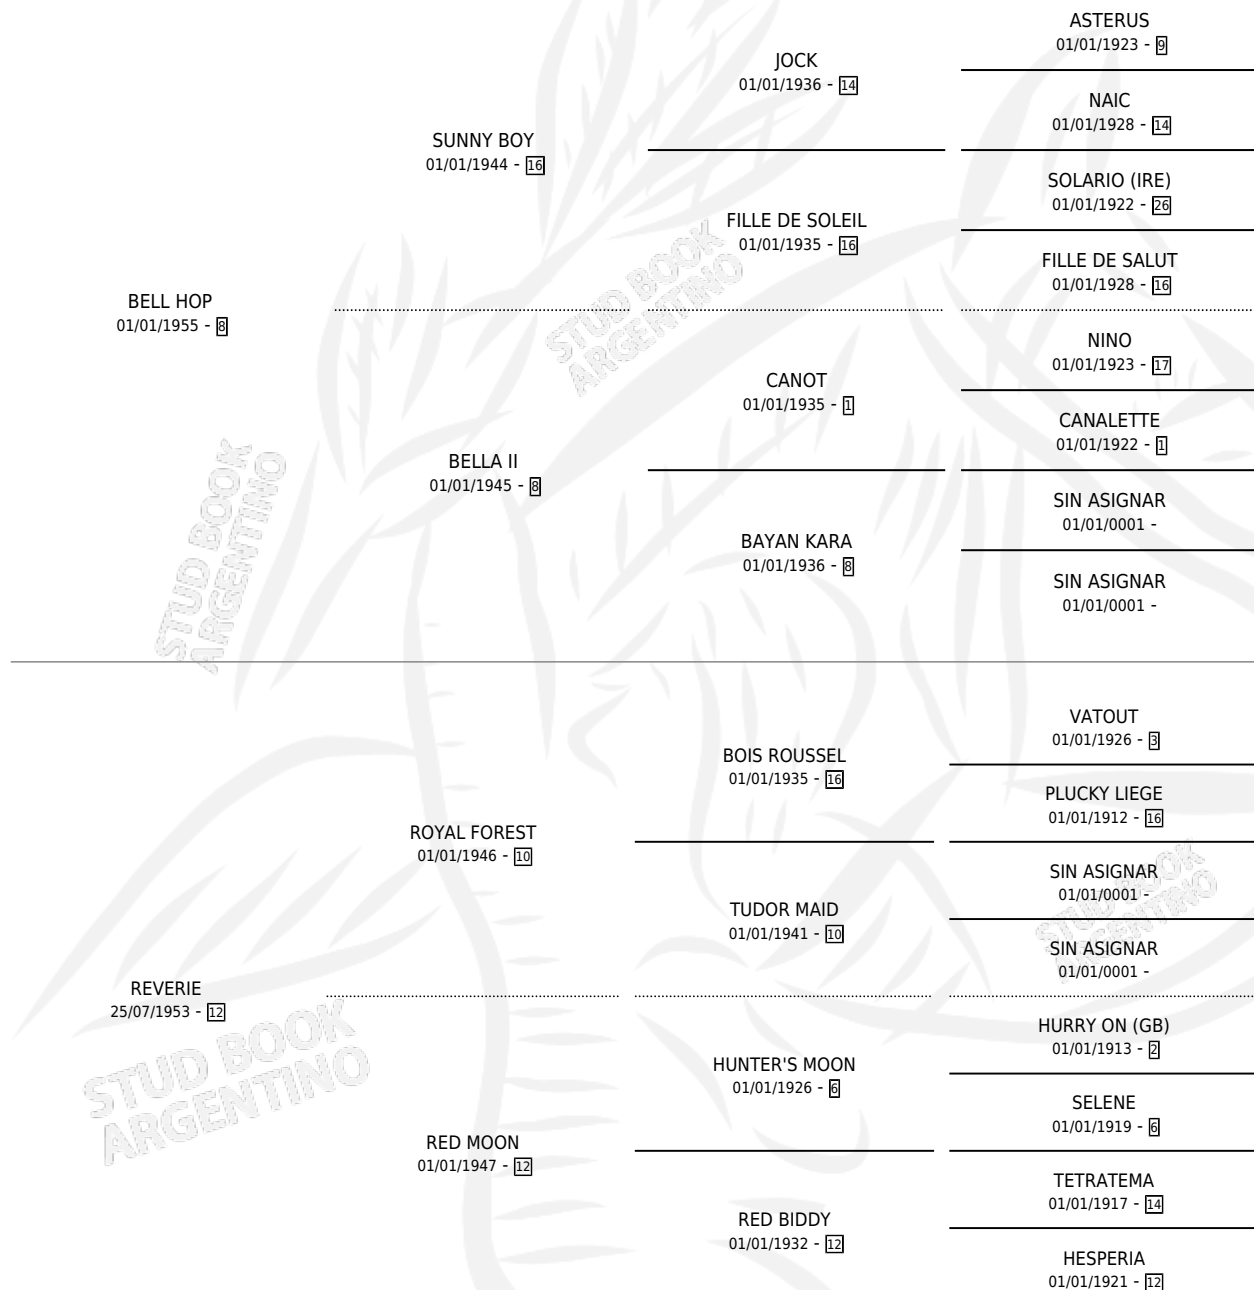 ASTERUS
01/01/1923 - 9
JOCK
01/01/1936 - 14
NAIC
01/01/1928 - 14
SUNNY BOY
01/01/1944 - 16
SOLARIO (IRE)
01/01/1922 - 26
FILLE DE SOLEIL
01/01/1935 - 16
FILLE DE SALUT
01/01/1928 - 16
BELL HOP
01/01/1955 - 8
NINO
01/01/1923 - 17
CANOT
01/01/1935 - 1
CANALETTE
01/01/1922 - 1
BELLA II
01/01/1945 - 8
SIN ASIGNAR
01/01/0001 -
BAYAN KARA
01/01/1936 - 8
SIN ASIGNAR
01/01/0001 -
STUD BOOK
ARGENTINO
STUD BOOK
ARGENTINO
VATOUT
01/01/1926 - 3
BOIS ROUSSEL
01/01/1935 - 16
PLUCKY LIEGE
01/01/1912 - 16
ROYAL FOREST
01/01/1946 - 10
SIN ASIGNAR
01/01/0001 -
TUDOR MAID
01/01/1941 - 10
SIN ASIGNAR
01/01/0001 -
STUD BOOK
ARGENTINO
REVERIE
25/07/1953 - 12
HURRY ON (GB)
01/01/1913 - 2
HUNTER'S MOON
01/01/1926 - 6
SELENE
01/01/1919 - 6
STUD BOOK
ARGENTINO
RED MOON
01/01/1947 - 12
TETRATEMA
01/01/1917 - 14
RED BIDDY
01/01/1932 - 12
HESPERIA
01/01/1921 - 12